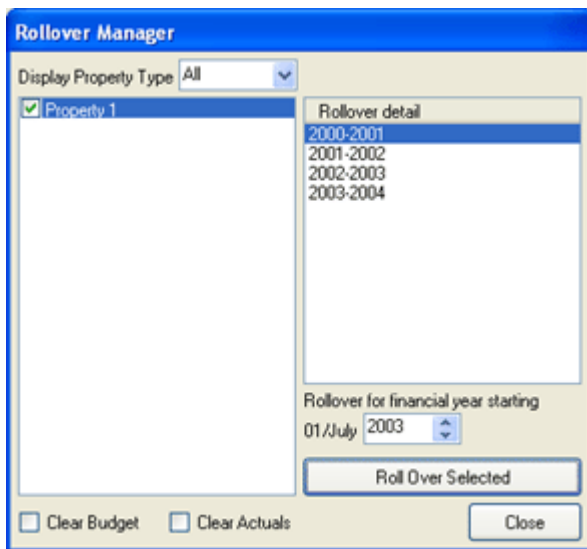 Rollover Manager
Display Property Type All
Property 1
Rollover detail
2000-2001
2001-2002
2002-2003
2003-2004
Rollover for financial year starting
01/July 2003
Roll Over Selected
Clear Budget Clear Actuals Close